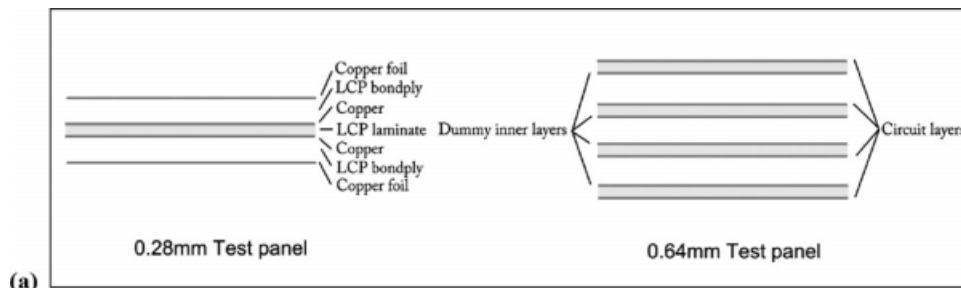 Copper foil
LCP bondply
Copper
LCP laminate
Copper
LCP bondply
Copper foil
0.28mm Test panel
Dummy inner layers
Circuit layers
0.64mm Test panel
(a)